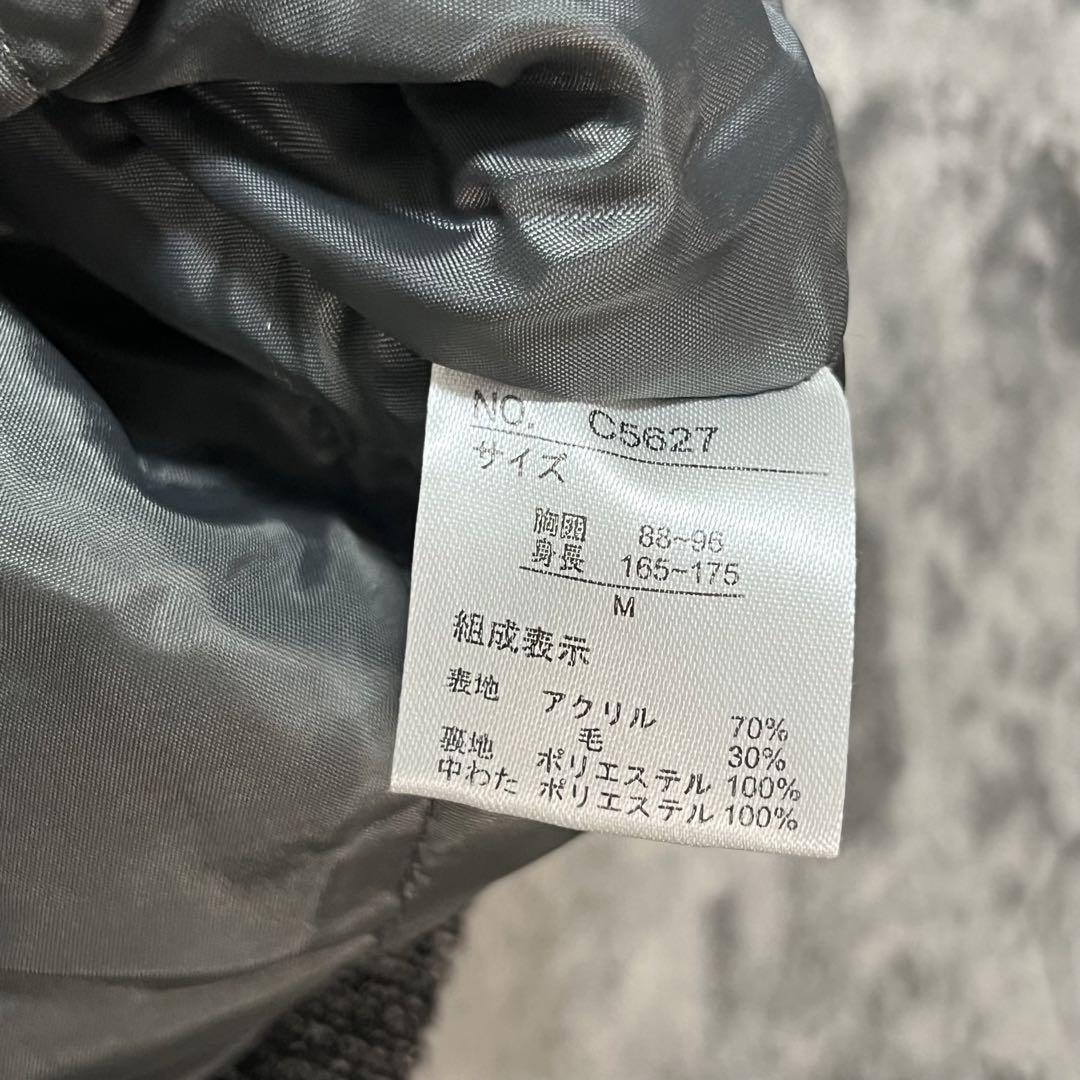 NO. C5627
サイズ
胸囲 88~96
身長 165~175
M
組成表示
表地 アクリル 70%
毛 30%
裏地 ポリエステル 100%
中わた ポリエステル 100%